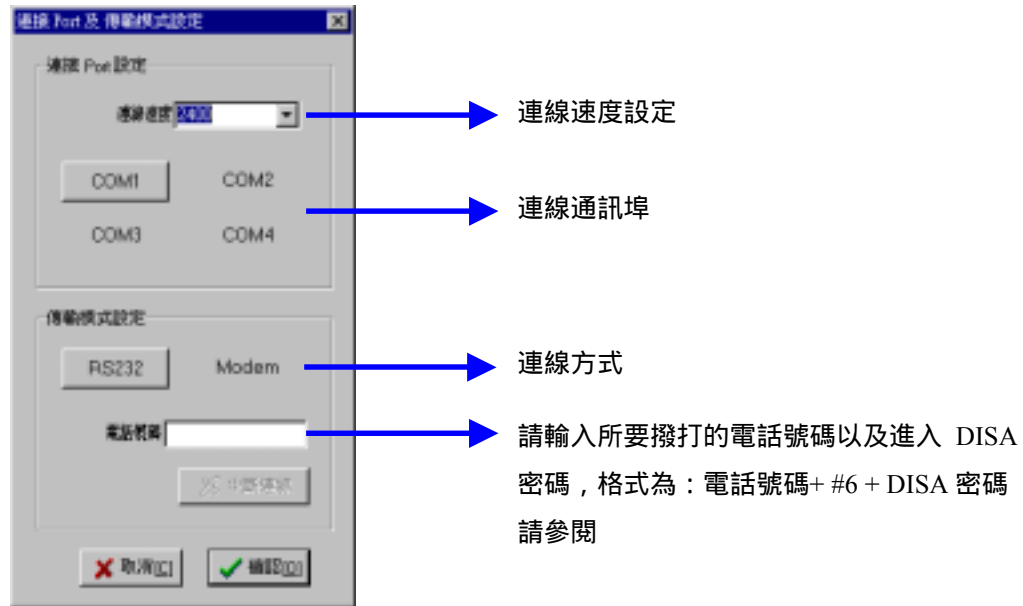 連接 Port 及 傳輸模式設定
連接 Port 設定
連線速度 2400
連線速度設定
COM1 COM2
連線通訊埠
COM3 COM4
傳輸模式設定
RS232 Modem
連線方式
電話號碼
請輸入所要撥打的電話號碼以及進入 DISA
密碼，格式為：電話號碼+ #6 + DISA 密碼
請參閱
中斷連線
取消[C] 確認[O]